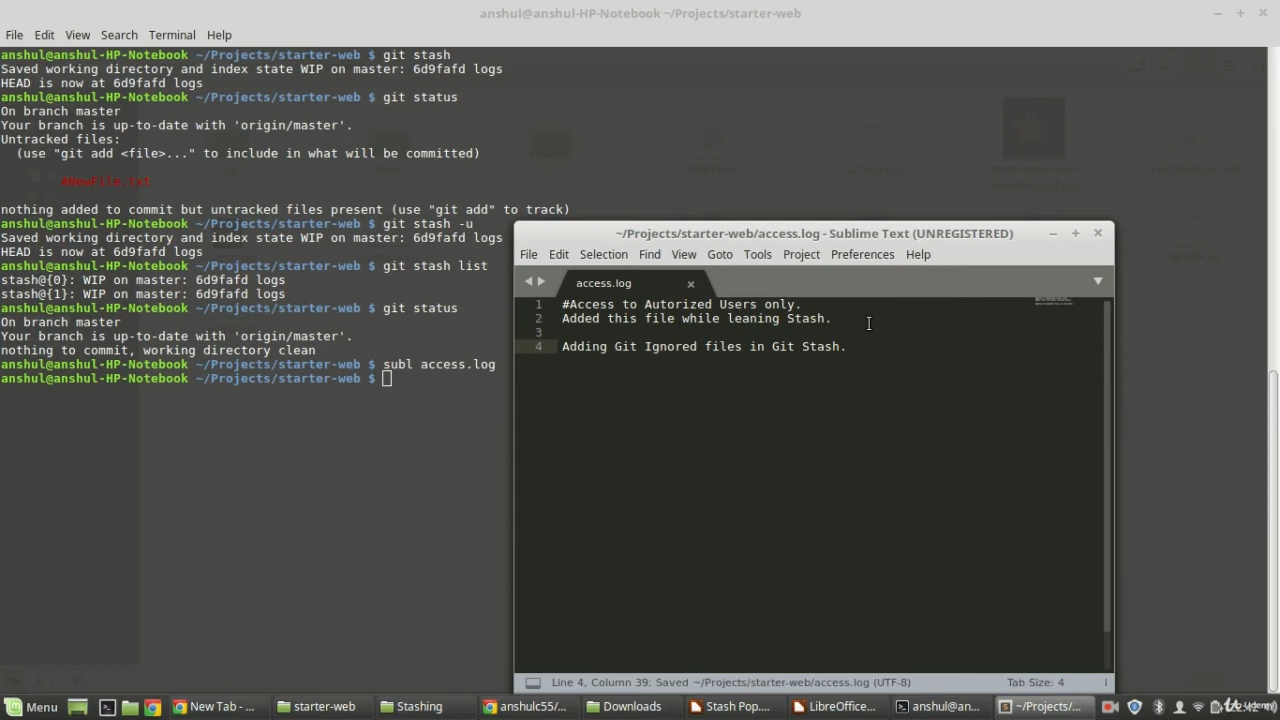 anshul@anshul-HP-Notebook ~/Projects/starter-web
File Edit View Search Terminal Help
anshul@anshul-HP-Notebook ~/Projects/starter-web $ git stash
Saved working directory and index state WIP on master: 6d9fafd logs
HEAD is now at 6d9fafd logs
anshul@anshul-HP-Notebook ~/Projects/starter-web $ git status
On branch master
Your branch is up-to-date with 'origin/master'.
Untracked files:
(use "git add <file>..." to include in what will be committed)
ANewFile.txt
nothing added to commit but untracked files present (use "git add" to track)
anshul@anshul-HP-Notebook ~/Projects/starter-web $ git stash -u
Saved working directory and index state WIP on master: 6d9fafd logs
HEAD is now at 6d9fafd logs
anshul@anshul-HP-Notebook ~/Projects/starter-web $ git stash list
stash@{0}: WIP on master: 6d9fafd logs
stash@{1}: WIP on master: 6d9fafd logs
anshul@anshul-HP-Notebook ~/Projects/starter-web $ git status
On branch master
Your branch is up-to-date with 'origin/master'.
nothing to commit, working directory clean
anshul@anshul-HP-Notebook ~/Projects/starter-web $ subl access.log
anshul@anshul-HP-Notebook ~/Projects/starter-web $
~/Projects/starter-web/access.log - Sublime Text (UNREGISTERED)
File Edit Selection Find View Goto Tools Project Preferences Help
access.log
1 #Access to Autorized Users only.
2 Added this file while leaning Stash.
3
4 Adding Git Ignored files in Git Stash.
Line 4, Column 39; Saved ~/Projects/starter-web/access.log (UTF-8) Tab Size: 4
Menu New Tab - ... starter-web Stashing anshulc55/... Downloads Stash Pop.... LibreOffice... anshul@an... ~/Projects/...
Udemy